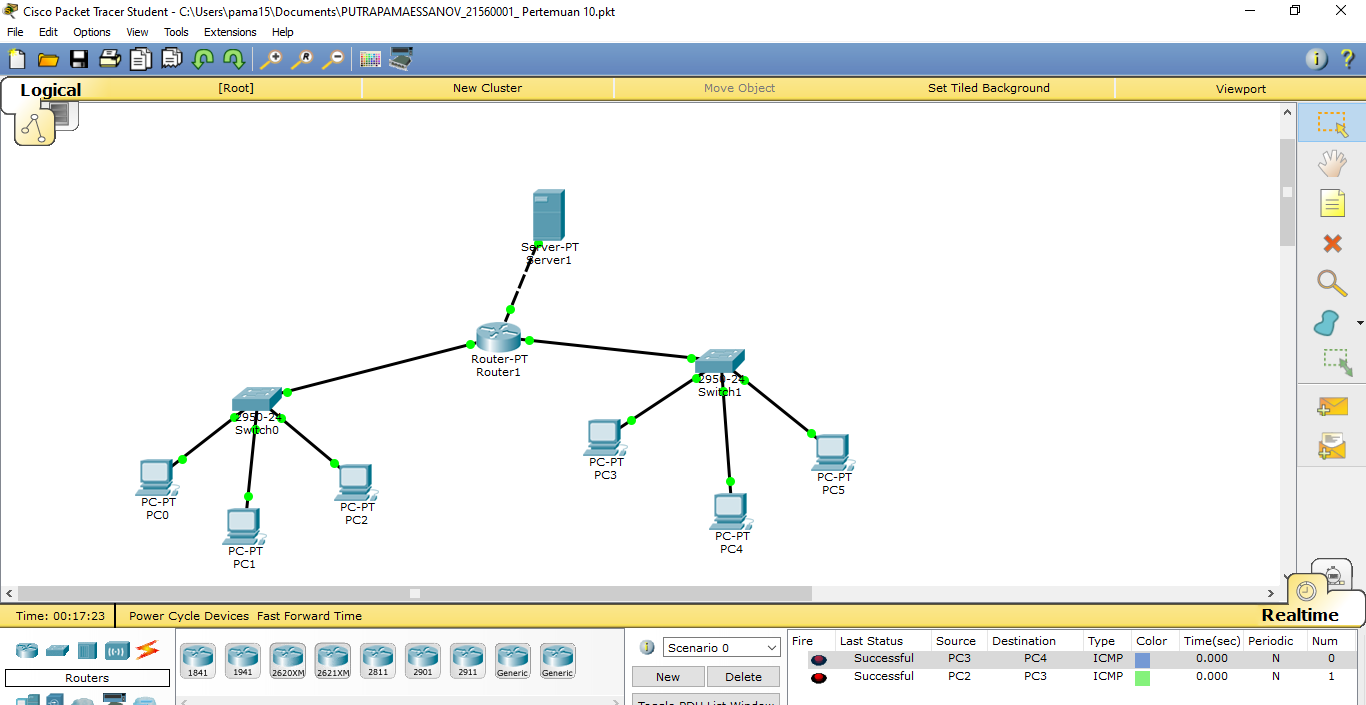 Cisco Packet Tracer Student - C:\Users\pama15\Documents\PUTRAPAMAESSANOV_21560001_ Pertemuan 10.pkt
File Edit Options View Tools Extensions Help
Logical [Root] New Cluster Move Object Set Tiled Background Viewport
Server-PT
Server1
Router-PT
Router1
2950-24
Switch1
2950-24
Switch0
PC-PT
PC3
PC-PT
PC5
PC-PT
PC0
PC-PT
PC2
PC-PT
PC4
PC-PT
PC1
Time: 00:17:23 Power Cycle Devices Fast Forward Time Realtime
Routers
1841 1941 2620XM 2621XM 2811 2901 2911 Generic Generic
Scenario 0
New Delete
Toggle PDU List Window
Fire Last Status Source Destination Type Color Time(sec) Periodic Num
Successful PC3 PC4 ICMP 0.000 N 0
Successful PC2 PC3 ICMP 0.000 N 1